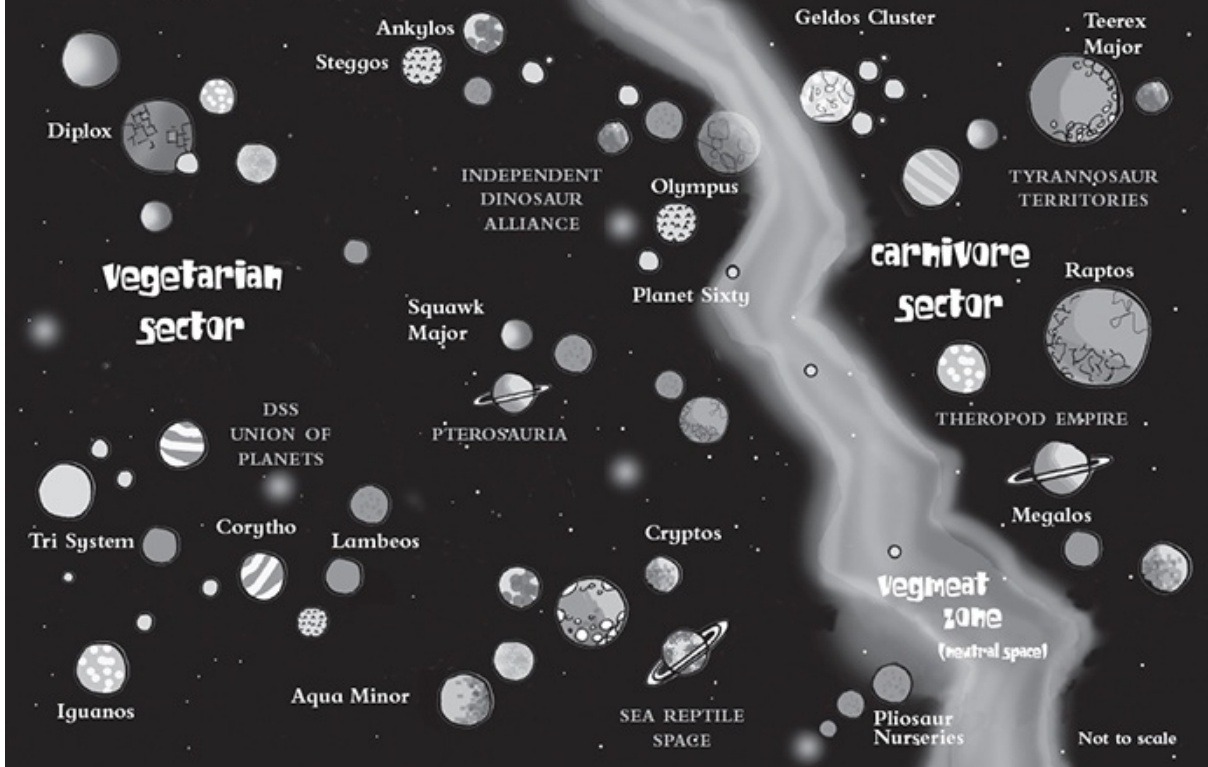 Geldos Cluster
Teerex
Major
Ankylos
Steggos
Diplox
INDEPENDENT
DINOSAUR
ALLIANCE
Olympus
TYRANNOSAUR
TERRITORIES
vegetarian
sector
carnivore
sector
Raptos
Planet Sixty
Squawk
Major
PTEROSAURIA
THEROPOD EMPIRE
DSS
UNION OF
PLANETS
Megalos
Tri System
Corytho
Lambeos
Cryptos
vegmeat
zone
(neutral space)
Iguanos
Aqua Minor
SEA REPTILE
SPACE
Pliosaur
Nurseries
Not to scale